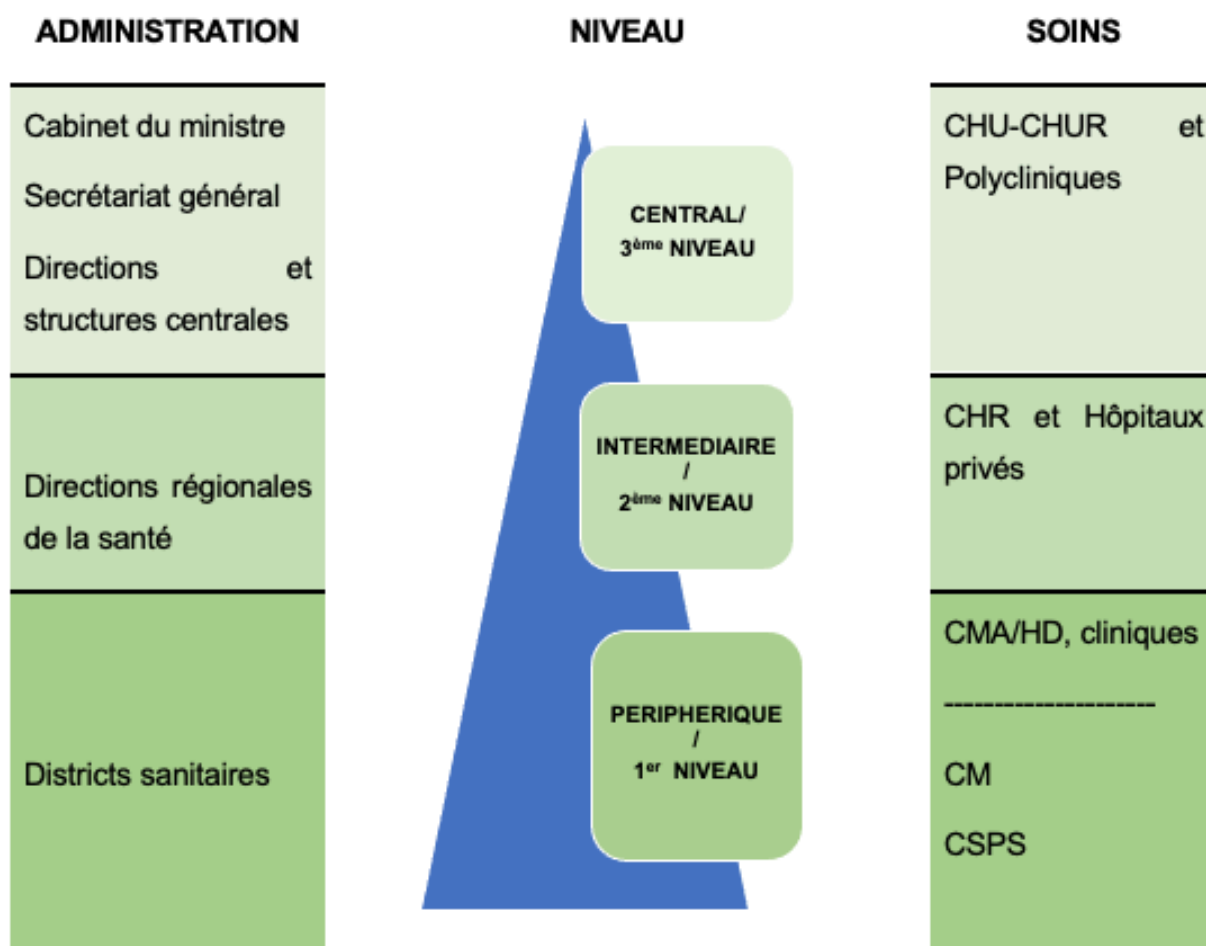 ADMINISTRATION
NIVEAU
SOINS
Cabinet du ministre
Secrétariat général
Directions et
structures centrales
CENTRAL/
3ème NIVEAU
CHU-CHUR et
Polycliniques
Directions régionales
de la santé
INTERMEDIAIRE
/
2ème NIVEAU
CHR et Hôpitaux
privés
Districts sanitaires
PERIPHERIQUE
/
1er NIVEAU
CMA/HD, cliniques
---------------------
CM
CSPS